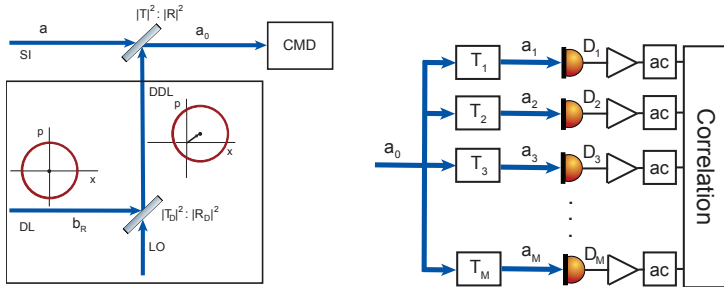 |T|² : |R|²
a
a₀
CMD
SI
DDL
p
x
p
x
DL
b_R
|T_D|² : |R_D|²
LO
a₀
T₁
a₁
D₁
ac
T₂
a₂
D₂
ac
T₃
a₃
D₃
ac
. . .
T_M
a_M
D_M
ac
Correlation